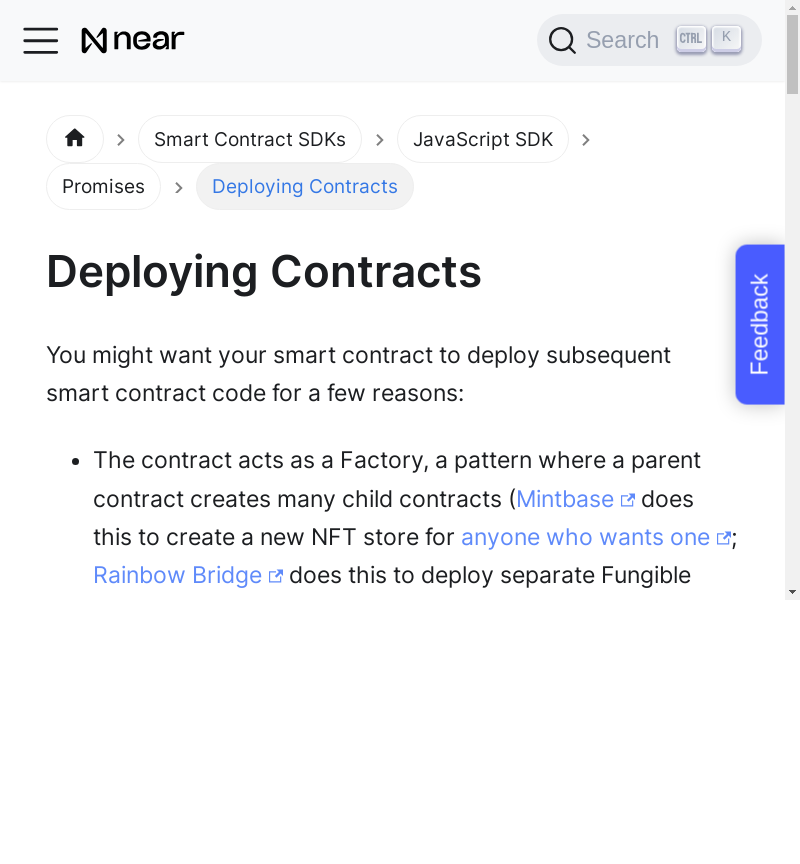 near
Search CTRL K
Smart Contract SDKs
JavaScript SDK
Promises
Deploying Contracts
Deploying Contracts
Feedback
You might want your smart contract to deploy subsequent
smart contract code for a few reasons:
The contract acts as a Factory, a pattern where a parent
contract creates many child contracts (Mintbase does
this to create a new NFT store for anyone who wants one;
Rainbow Bridge does this to deploy separate Fungible